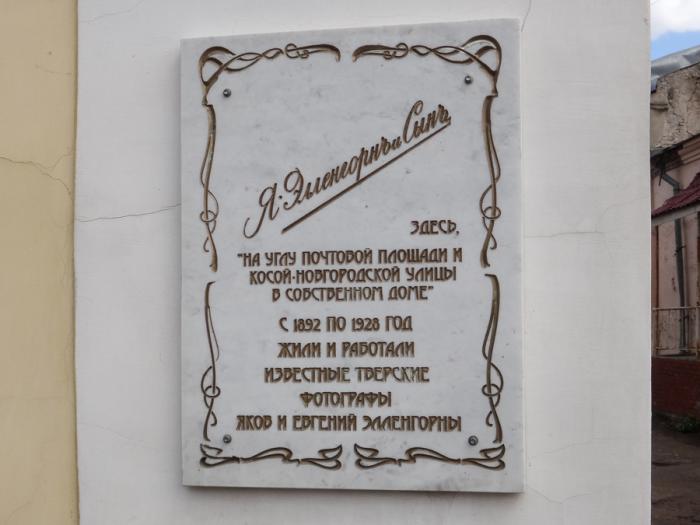 Я. Элленгорнъ и Сынъ
ЗДЕСЬ,
"НА УГЛУ ПОЧТОВОЙ ПЛОЩАДИ И
КОСОЙ-НОВГОРОДСКОЙ УЛИЦЫ
В СОБСТВЕННОМ ДОМЕ"
С 1892 ПО 1928 ГОД
ЖИЛИ И РАБОТАЛИ
ИЗВЕСТНЫЕ ТВЕРСКИЕ
ФОТОГРАФЫ
ЯКОВ И ЕВГЕНИЙ ЭЛЛЕНГОРНЫ